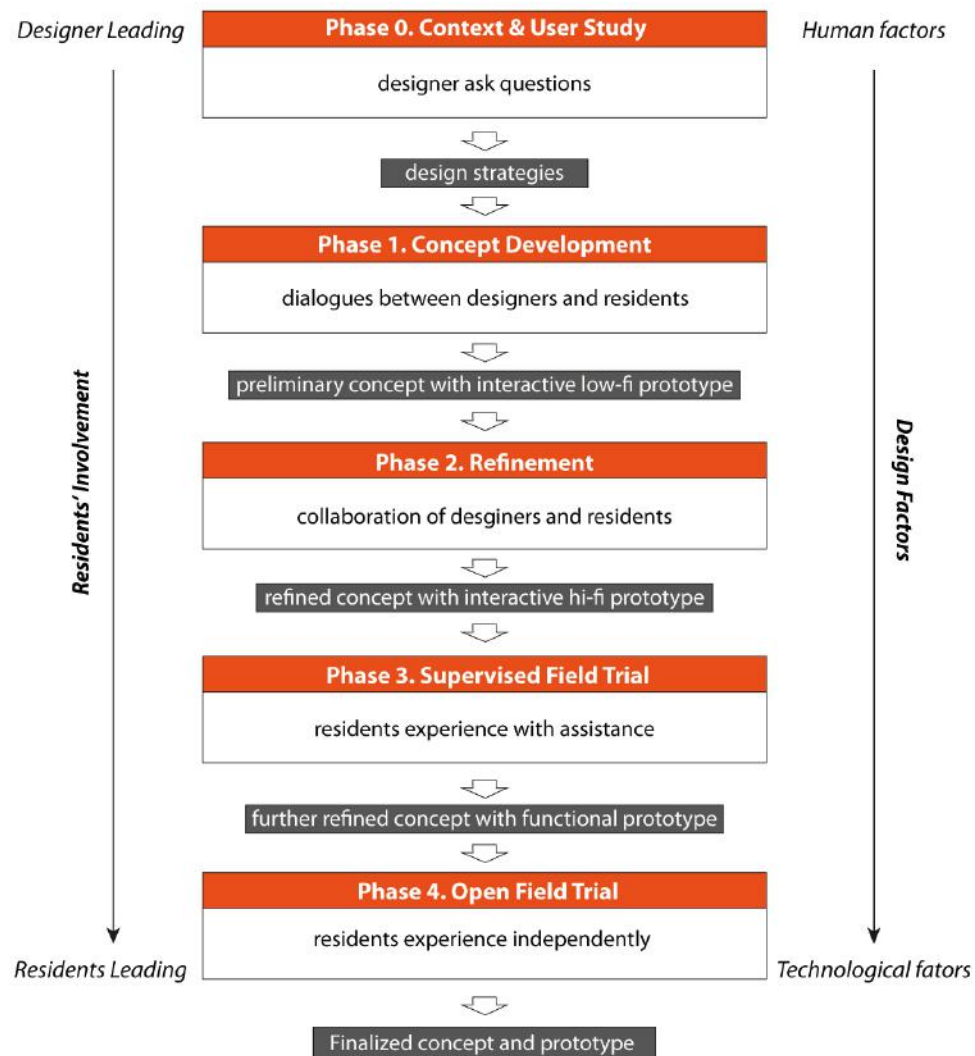 Designer Leading
Phase 0. Context & User Study
Human factors
designer ask questions
design strategies
Phase 1. Concept Development
dialogues between designers and residents
preliminary concept with interactive low-fi prototype
Phase 2. Refinement
collaboration of desginers and residents
Residents' Involvement
Design Factors
refined concept with interactive hi-fi prototype
Phase 3. Supervised Field Trial
residents experience with assistance
further refined concept with functional prototype
Phase 4. Open Field Trial
residents experience independently
Residents Leading
Technological fators
Finalized concept and prototype